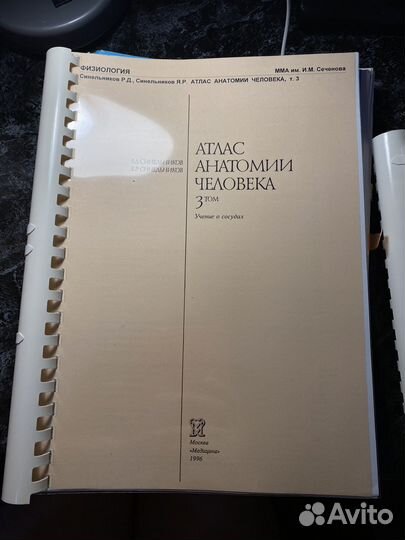 ФИЗИОЛОГИЯ ММА им. И.М. Сеченова
Синельников Р.Д., Синельников Я.Р. АТЛАС АНАТОМИИ ЧЕЛОВЕКА, т. 3
Р.Д. СИНЕЛЬНИКОВ
Я.Р. СИНЕЛЬНИКОВ
АТЛАС
АНАТОМИИ
ЧЕЛОВЕКА
3 ТОМ
Учение о сосудах
Москва
«Медицина»
1996
Avito